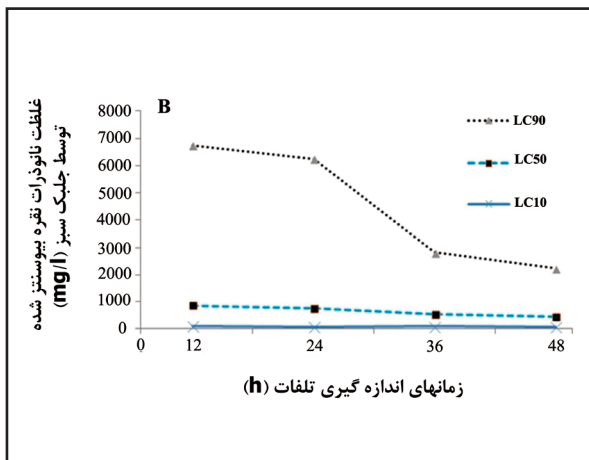 B
غلظت نانوذرات نقره بیوسنتز شده
توسط جلبک سبز (mg/l)
8000
7000
6000
5000
4000
3000
2000
1000
0
LC90
LC50
LC10
0 12 24 36 48
زمانهای اندازه گیری تلفات (h)